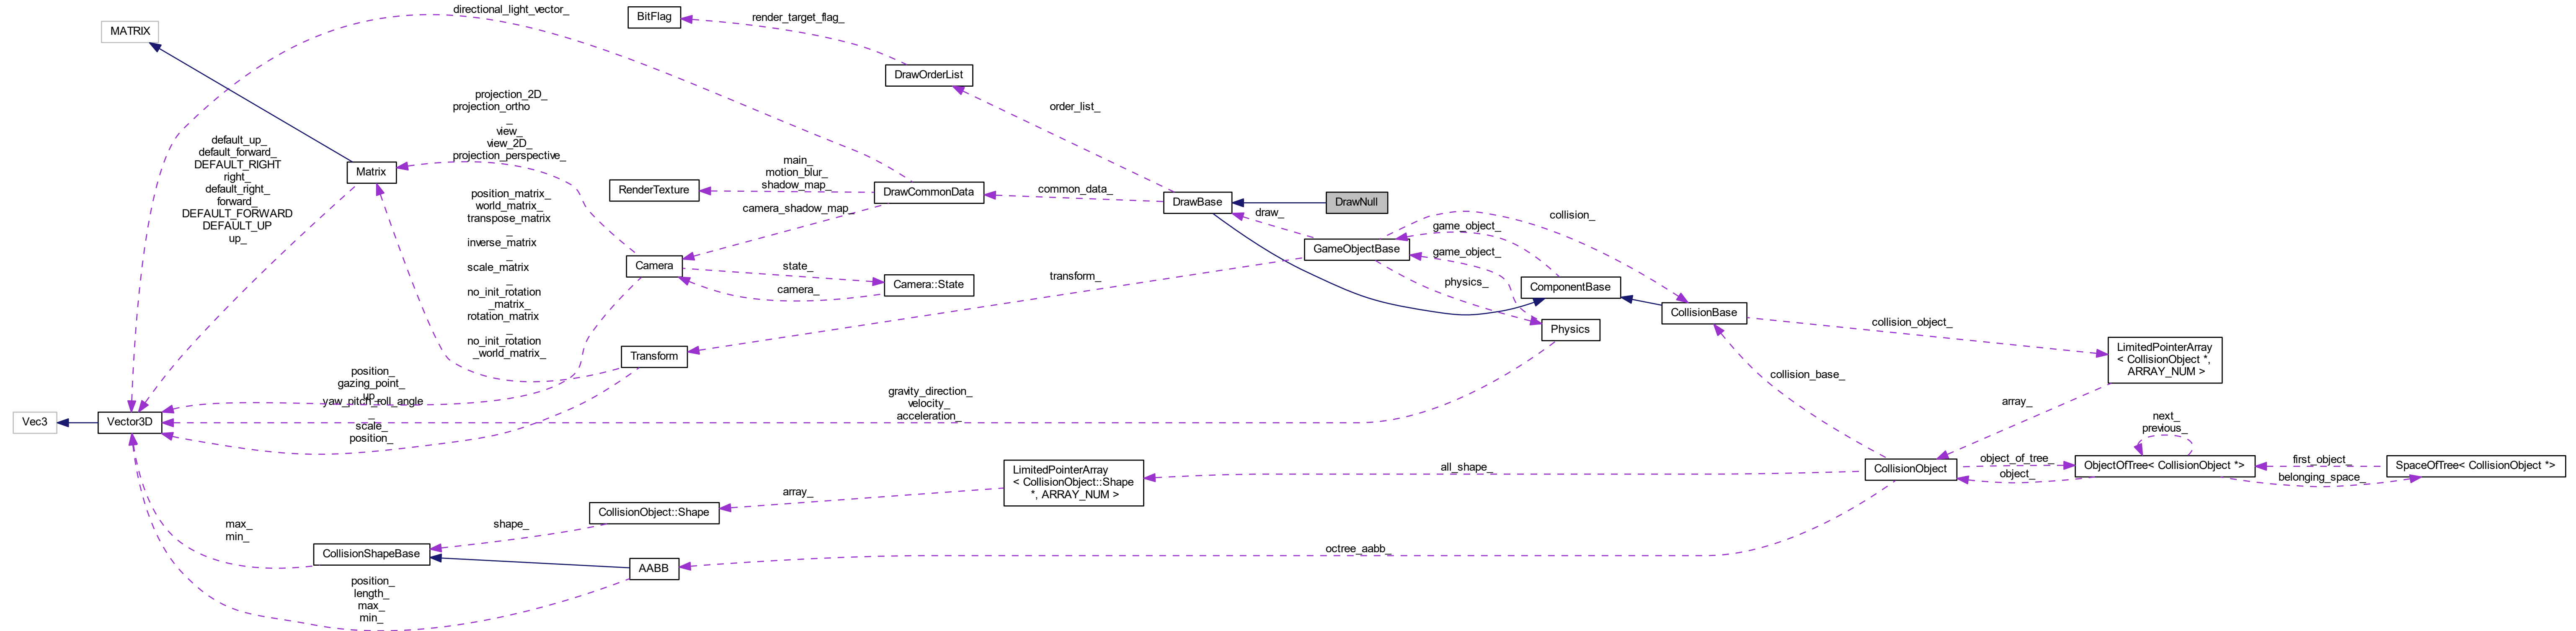 directional_light_vector_
BitFlag
render_target_flag_
MATRIX
DrawOrderList
projection_2D_
projection_ortho
_
view_
view_2D_
projection_perspective_
order_list_
default_up_
default_forward_
DEFAULT_RIGHT
right_
default_right_
forward_
DEFAULT_FORWARD
DEFAULT_UP
up_
Matrix
main_
motion_blur_
shadow_map_
RenderTexture
DrawCommonData
common_data_
DrawBase
DrawNull
position_matrix_
world_matrix_
transpose_matrix
_
inverse_matrix
_
scale_matrix
_
no_init_rotation
_matrix_
rotation_matrix
_
no_init_rotation
_world_matrix_
camera_shadow_map_
draw_
collision_
game_object_
GameObjectBase
game_object_
Camera
state_
camera_
Camera::State
transform_
physics_
ComponentBase
CollisionBase
Physics
collision_object_
LimitedPointerArray
< CollisionObject *,
ARRAY_NUM >
Transform
position_
gazing_point_
up_
yaw_pitch_roll_angle
_
scale_
position_
gravity_direction_
velocity_
acceleration_
collision_base_
array_
Vec3
Vector3D
next_
previous_
LimitedPointerArray
< CollisionObject::Shape
*, ARRAY_NUM >
all_shape_
CollisionObject
object_of_tree_
object_
ObjectOfTree< CollisionObject *>
first_object_
belonging_space_
SpaceOfTree< CollisionObject *>
array_
CollisionObject::Shape
shape_
max_
min_
CollisionShapeBase
AABB
octree_aabb_
position_
length_
max_
min_